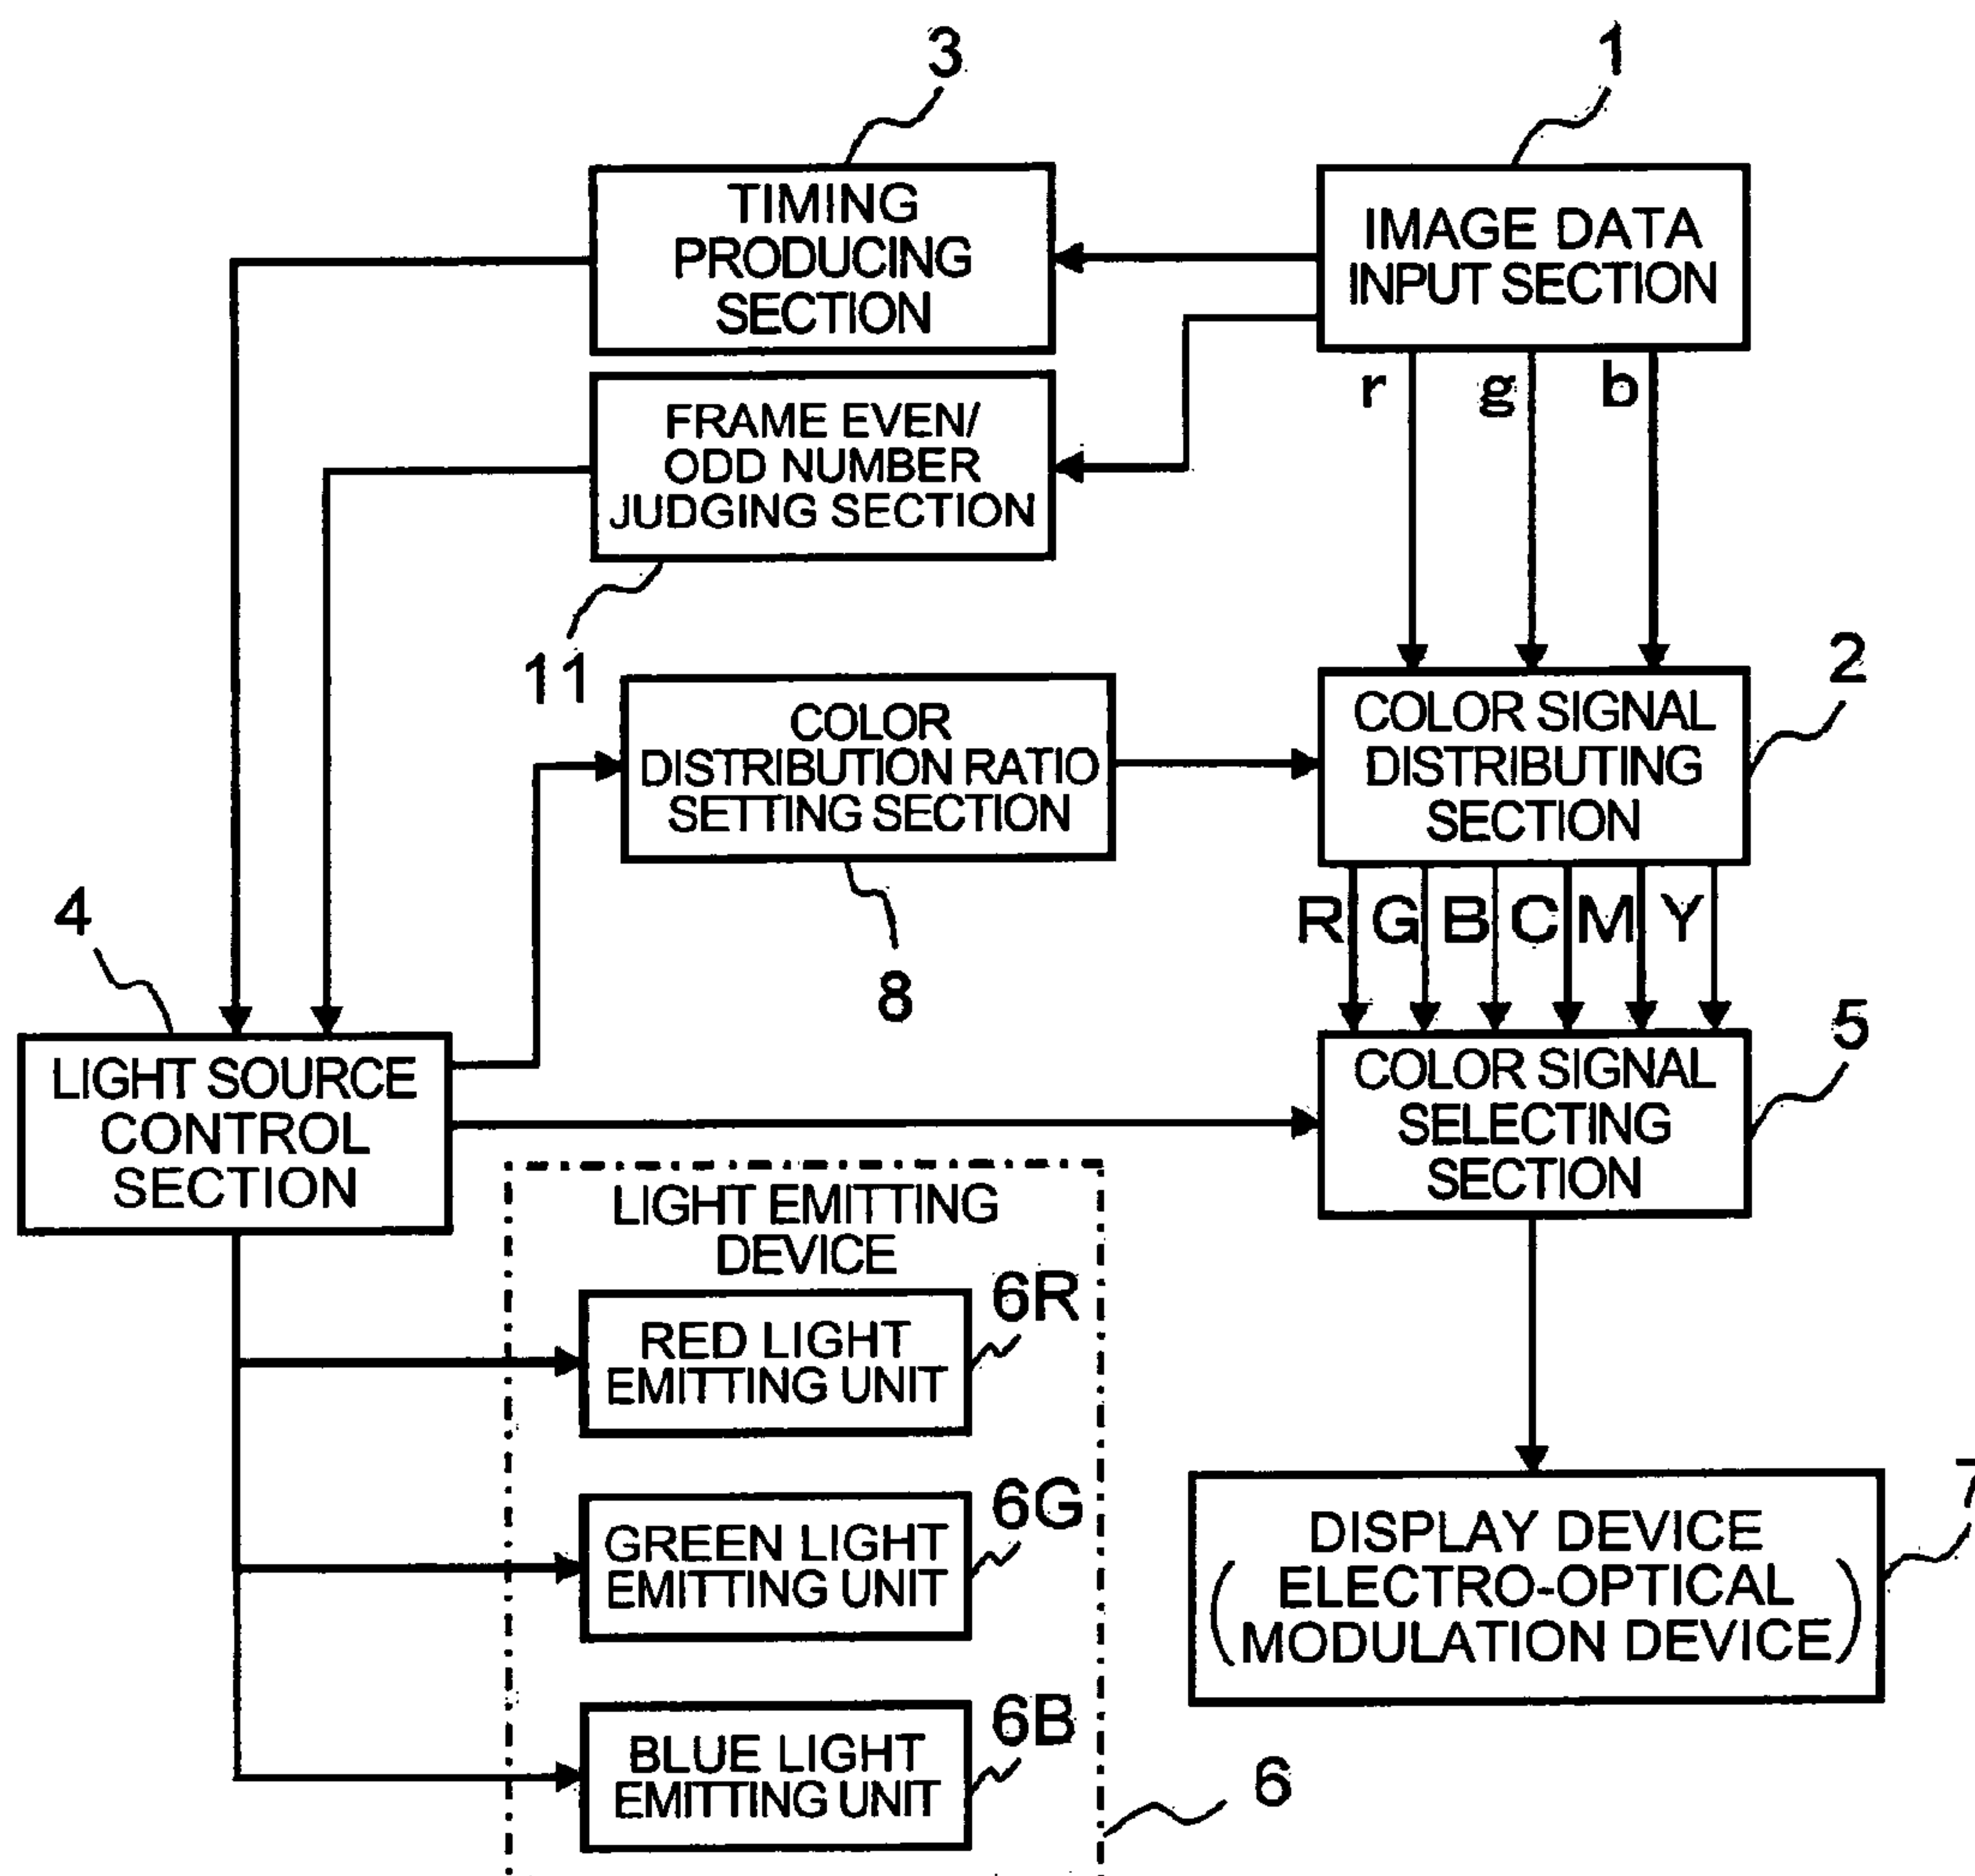 3
1
TIMING
PRODUCING
SECTION
IMAGE DATA
INPUT SECTION
r g b
FRAME EVEN/
ODD NUMBER
JUDGING SECTION
11
2
COLOR
DISTRIBUTION RATIO
SETTING SECTION
8
COLOR SIGNAL
DISTRIBUTING
SECTION
R G B C M Y
4
LIGHT SOURCE
CONTROL
SECTION
5
COLOR SIGNAL
SELECTING
SECTION
LIGHT EMITTING
DEVICE
6R
RED LIGHT
EMITTING UNIT
6G
GREEN LIGHT
EMITTING UNIT
6B
BLUE LIGHT
EMITTING UNIT
6
DISPLAY DEVICE
(ELECTRO-OPTICAL
MODULATION DEVICE)